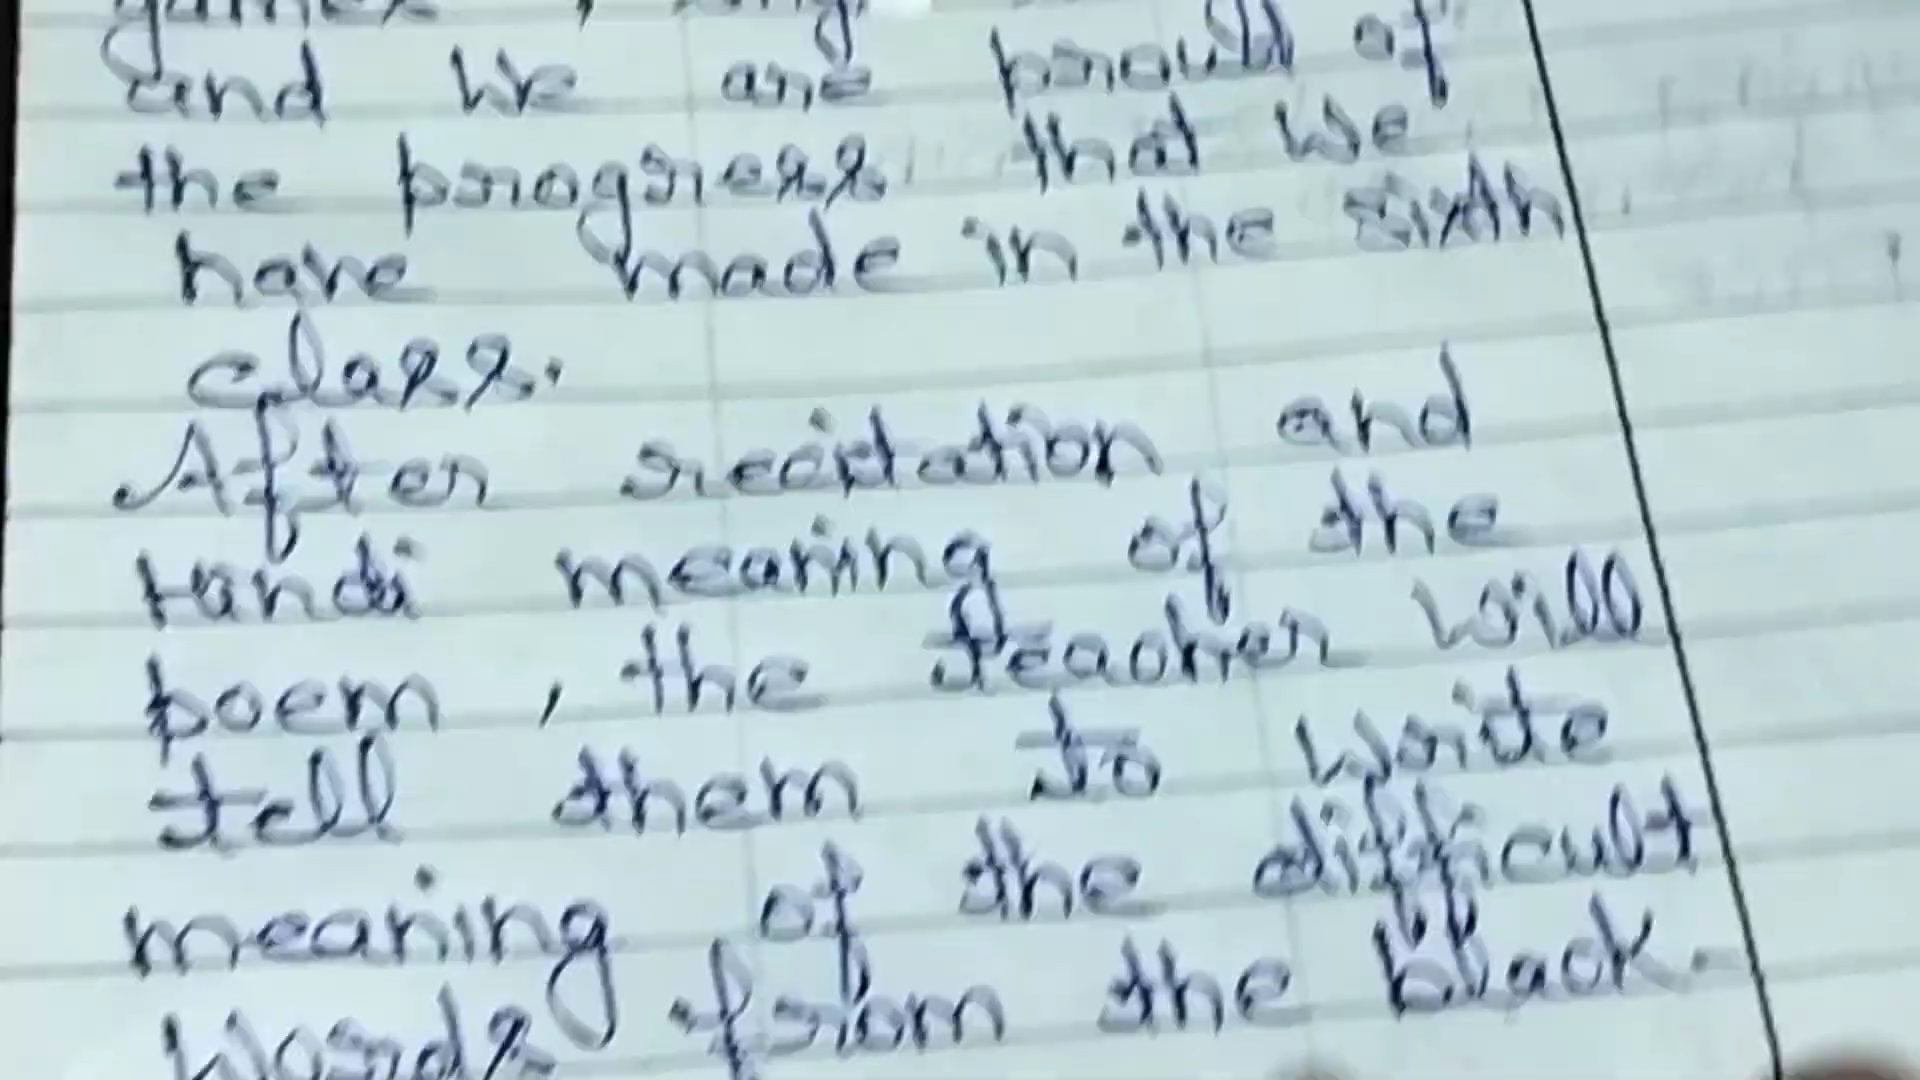 games,
and we are proud of
the progress that we
have made in the sixth
class.
After recitation and
Hindi meaning of the
poem, the teacher will
tell them to write
meaning of the difficult
words from the black-